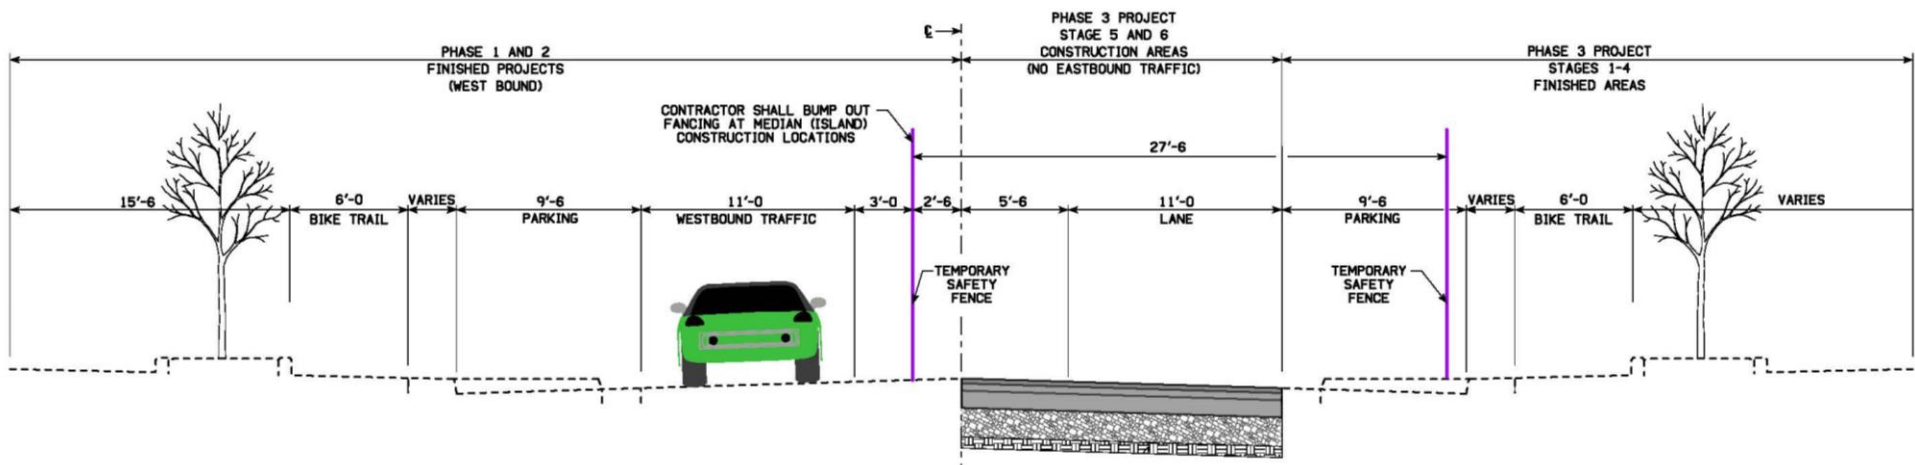 ℄
PHASE 1 AND 2
FINISHED PROJECTS
(WEST BOUND)
PHASE 3 PROJECT
STAGE 5 AND 6
CONSTRUCTION AREAS
(NO EASTBOUND TRAFFIC)
PHASE 3 PROJECT
STAGES 1-4
FINISHED AREAS
CONTRACTOR SHALL BUMP OUT
FANCING AT MEDIAN (ISLAND)
CONSTRUCTION LOCATIONS
27'-6
15'-6
6'-0
BIKE TRAIL
VARIES
9'-6
PARKING
11'-0
WESTBOUND TRAFFIC
3'-0
2'-6
5'-6
11'-0
LANE
9'-6
PARKING
VARIES
6'-0
BIKE TRAIL
VARIES
TEMPORARY
SAFETY
FENCE
TEMPORARY
SAFETY
FENCE